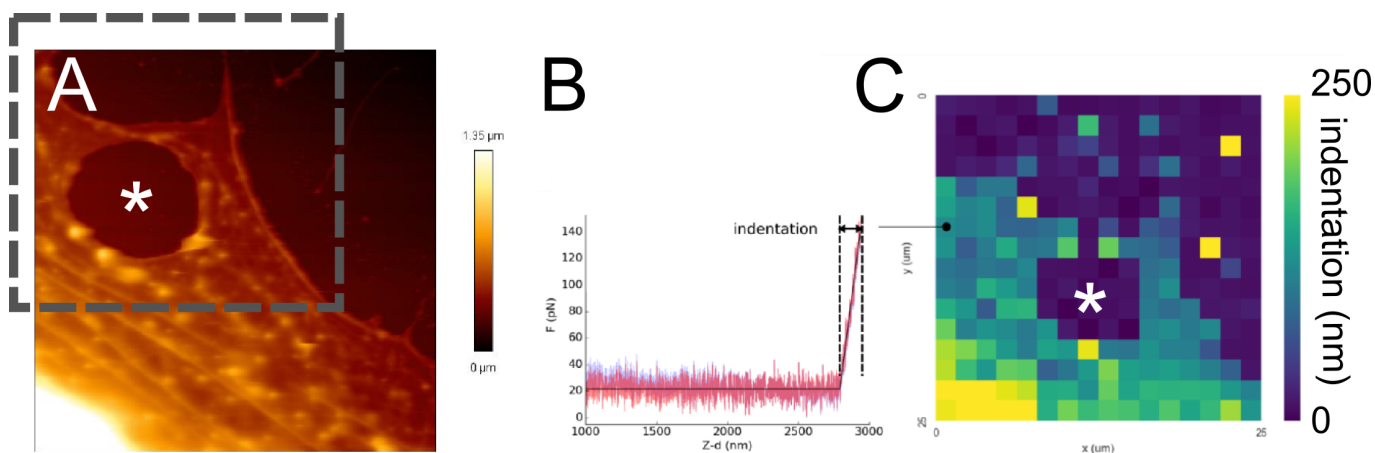 A
*
1.35 µm
0 µm
B
indentation
140
120
100
80
60
40
20
0
F (pN)
1000
1500
2000
2500
3000
Z-d (nm)
C
0
y (um)
25
*
0
25
x (um)
250
indentation (nm)
0